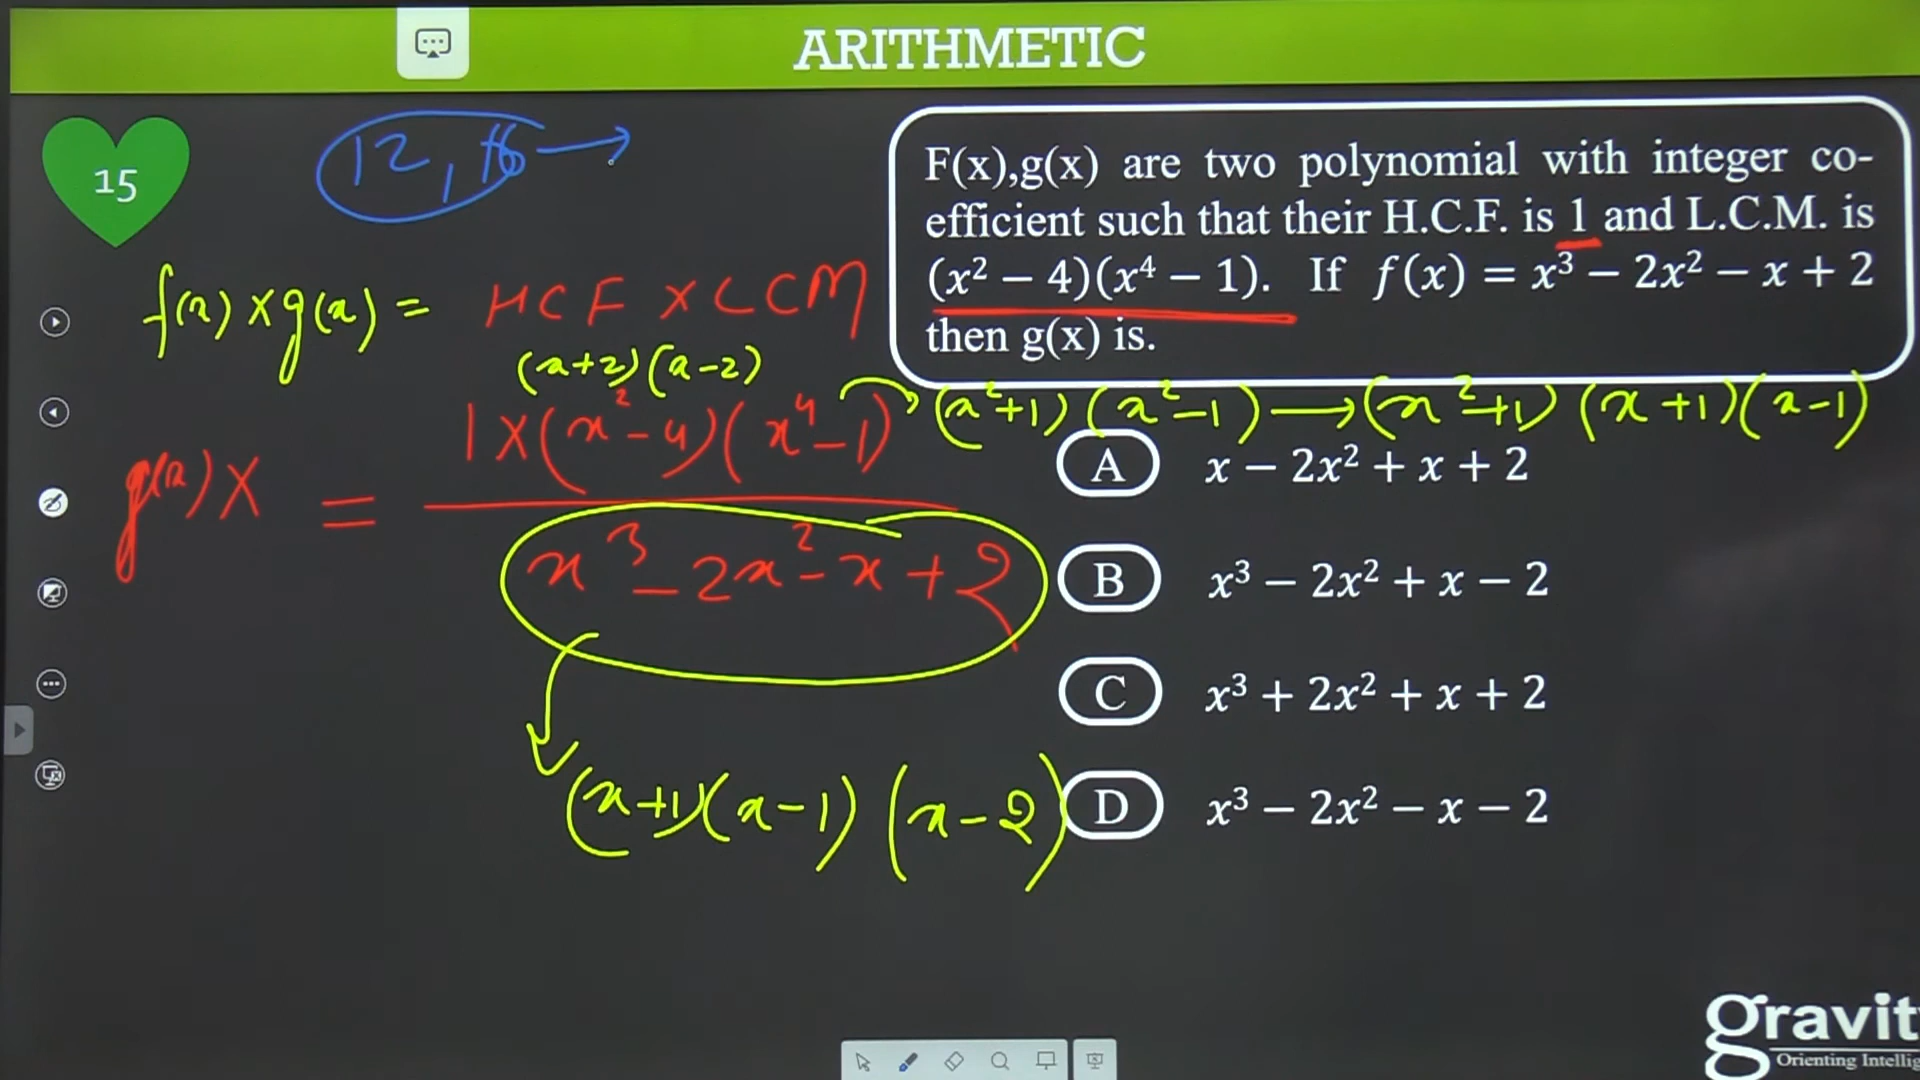 ARITHMETIC
15
12, 16 →
F(x),g(x) are two polynomial with integer co-
efficient such that their H.C.F. is 1 and L.C.M. is
(x² − 4)(x⁴ − 1). If f(x) = x³ − 2x² − x + 2
then g(x) is.
f(x) × g(x) = HCF × LCM
(x+2)(x-2)
1×(x²-4)(x⁴-1) → (x²+1)(x²-1) → (x²+1)(x+1)(x-1)
g(x) × =
x³-2x²-x+2
(x+1)(x-1)(x-2)
A x − 2x² + x + 2
B x³ − 2x² + x − 2
C x³ + 2x² + x + 2
D x³ − 2x² − x − 2
gravit
Orienting Intellig